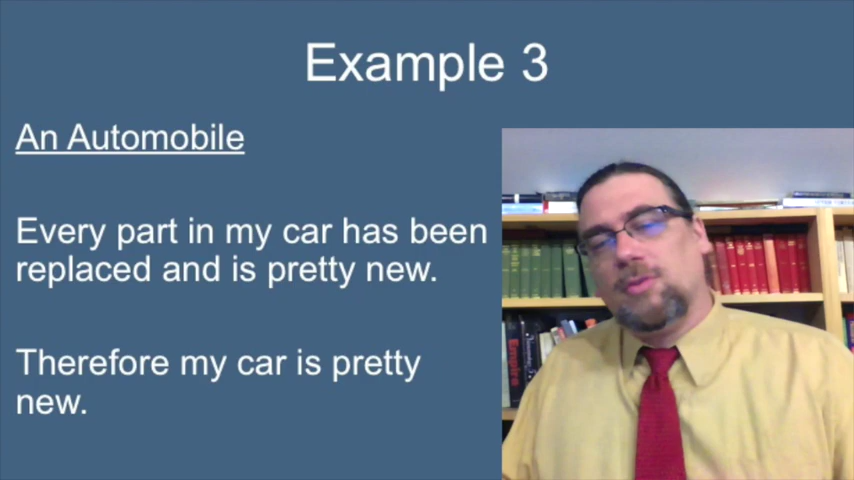 Example 3
An Automobile
Every part in my car has been
replaced and is pretty new.
Therefore my car is pretty
new.
Empire